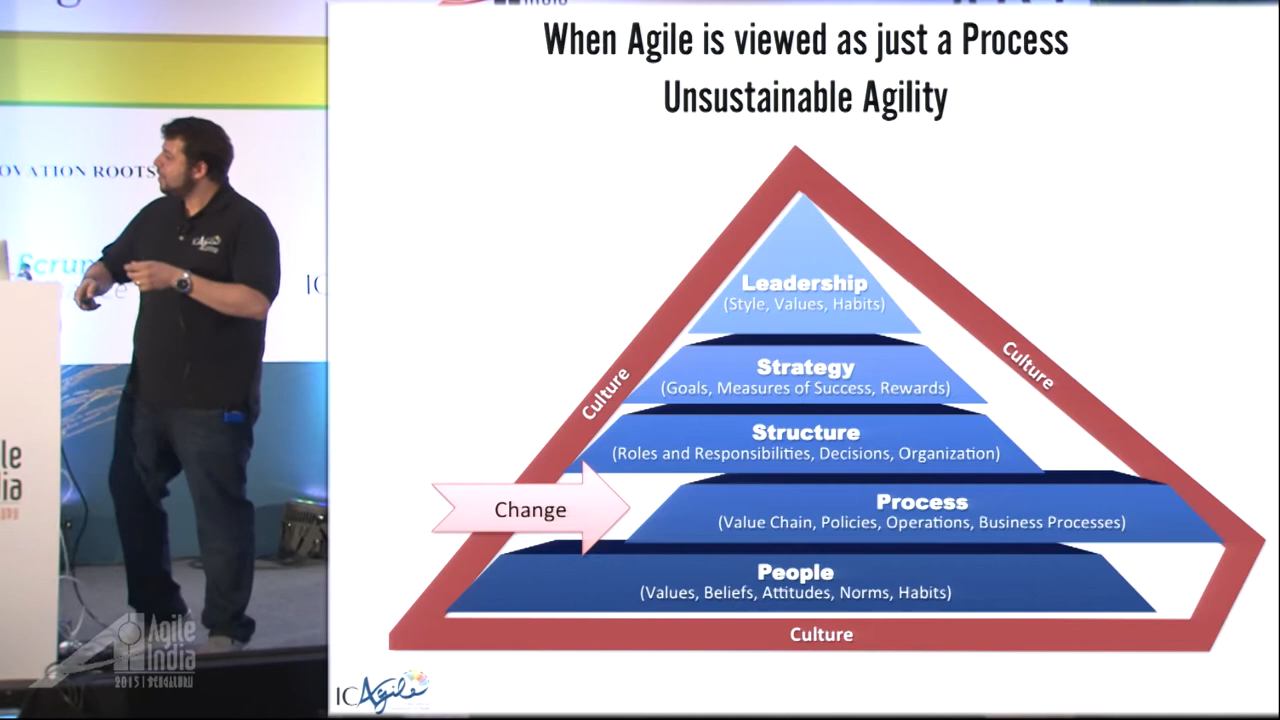 When Agile is viewed as just a Process
Unsustainable Agility
OVATION ROOTS
Scrum
IC
Leadership
(Style, Values, Habits)
Culture
Culture
Strategy
(Goals, Measures of Success, Rewards)
Structure
(Roles and Responsibilities, Decisions, Organization)
Change
Process
(Value Chain, Policies, Operations, Business Processes)
People
(Values, Beliefs, Attitudes, Norms, Habits)
Culture
Agile
India
2015 | BENGALURU
ICAgile